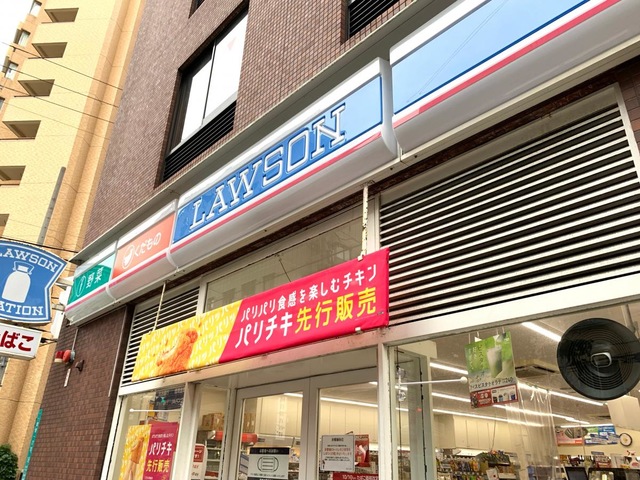 LAWSON
くだもの
野菜
LAWSON
STATION
ばこ
パリパリ食感を楽しむチキン
パリチキ先行販売
パリチキ
先行販売